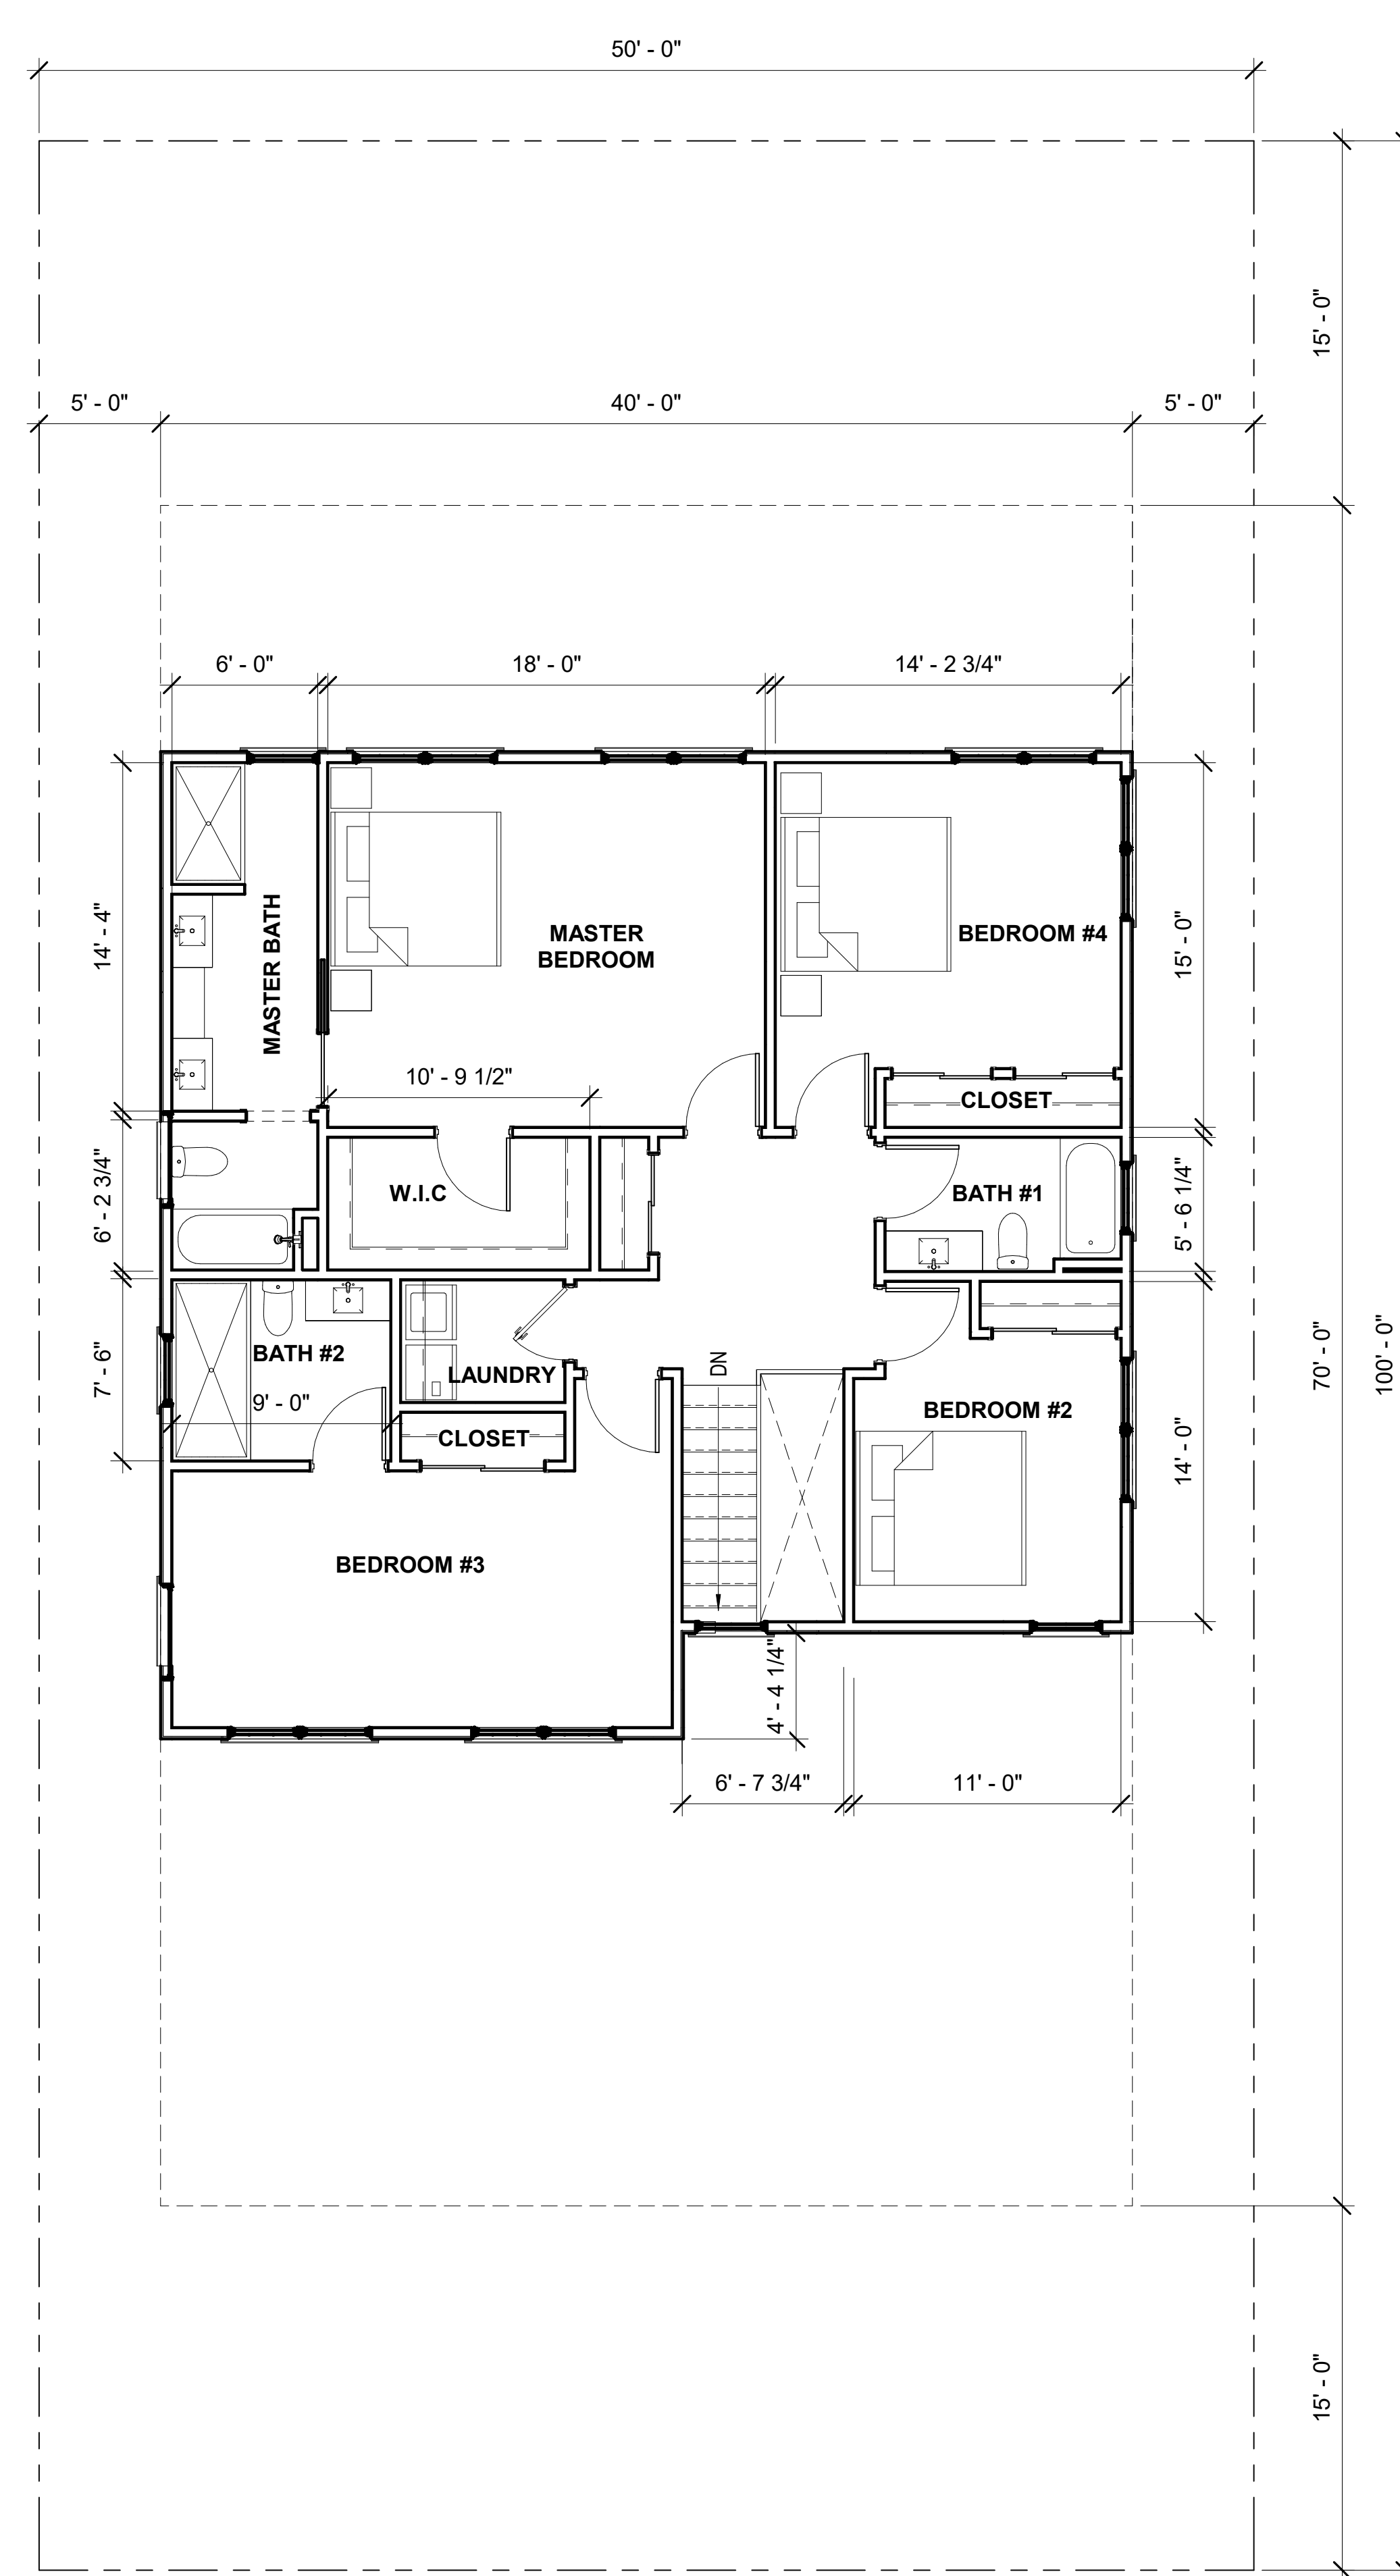 50' - 0"
15' - 0"
5' - 0"
40' - 0"
5' - 0"
6' - 0"
18' - 0"
14' - 2 3/4"
14' - 4"
MASTER BATH
MASTER
BEDROOM
BEDROOM #4
15' - 0"
10' - 9 1/2"
CLOSET
6' - 2 3/4"
W.I.C
BATH #1
5' - 6 1/4"
7' - 6"
BATH #2
LAUNDRY
DN
70' - 0"
100' - 0"
9' - 0"
CLOSET
BEDROOM #2
14' - 0"
BEDROOM #3
4' - 4 1/4"
6' - 7 3/4"
11' - 0"
15' - 0"